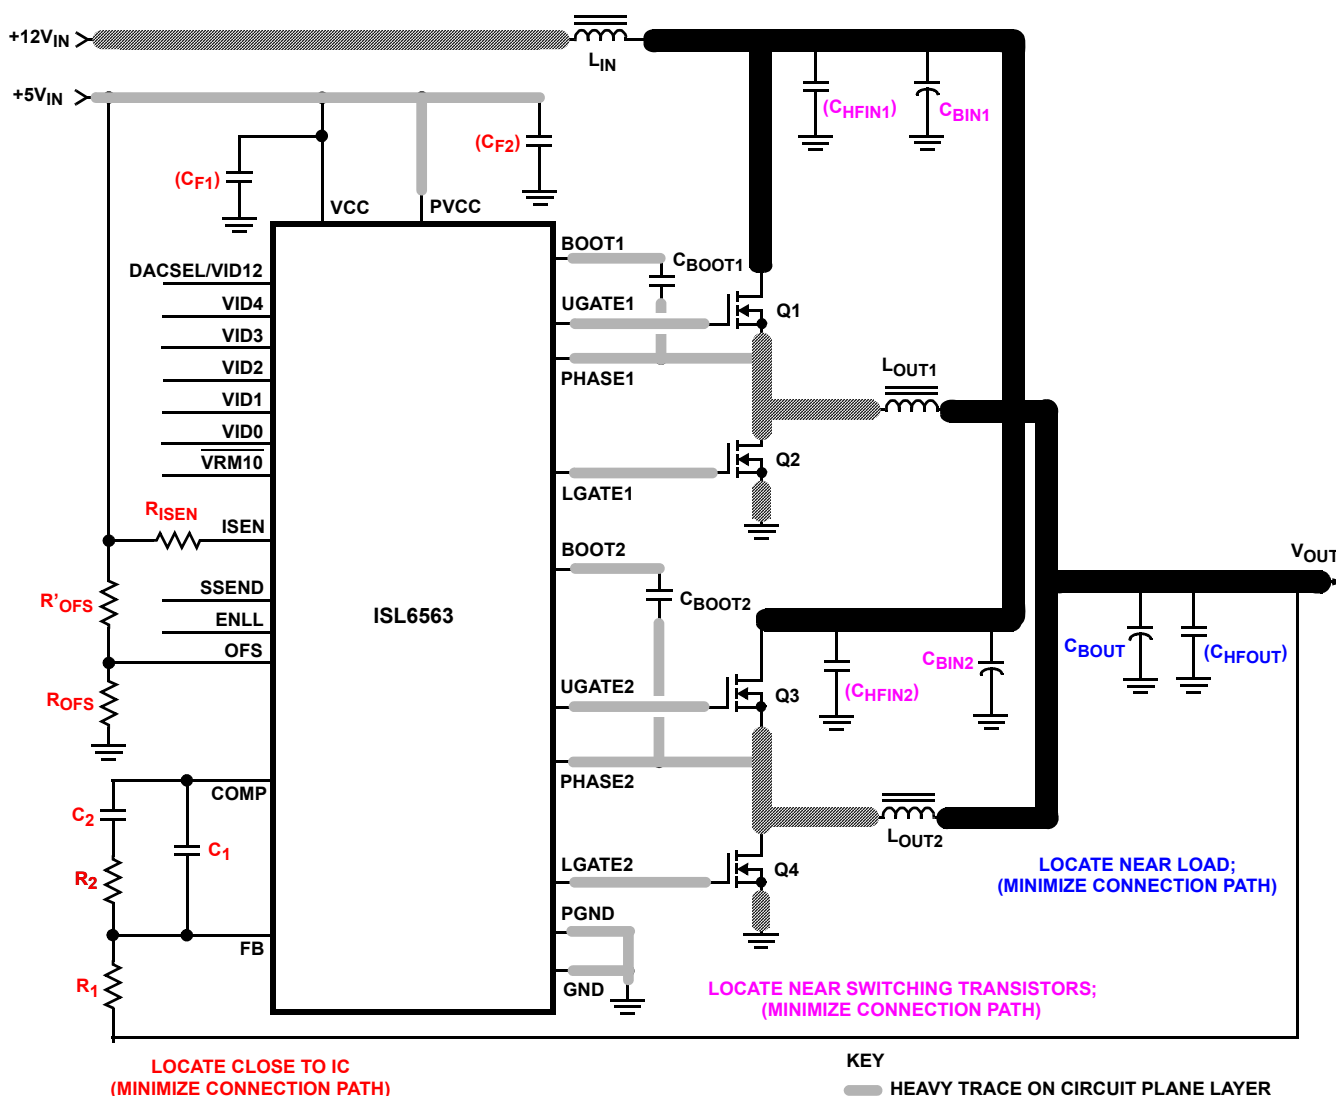 +12VIN
LIN
+5VIN
(CHFIN1)
CBIN1
(CF2)
(CF1)
VCC
PVCC
BOOT1
CBOOT1
DACSEL/VID12
VID4
UGATE1
Q1
VID3
VID2
PHASE1
LOUT1
VID1
VID0
VRM10
Q2
LGATE1
RISEN
ISEN
BOOT2
VOUT
SSEND
R'OFS
CBOOT2
ENLL
ISL6563
OFS
CBOUT
(CHFOUT)
CBIN2
ROFS
UGATE2
Q3
(CHFIN2)
PHASE2
COMP
C2
C1
LOUT2
LGATE2
Q4
R2
LOCATE NEAR LOAD;
(MINIMIZE CONNECTION PATH)
PGND
FB
R1
GND
LOCATE NEAR SWITCHING TRANSISTORS;
(MINIMIZE CONNECTION PATH)
LOCATE CLOSE TO IC
(MINIMIZE CONNECTION PATH)
KEY
HEAVY TRACE ON CIRCUIT PLANE LAYER